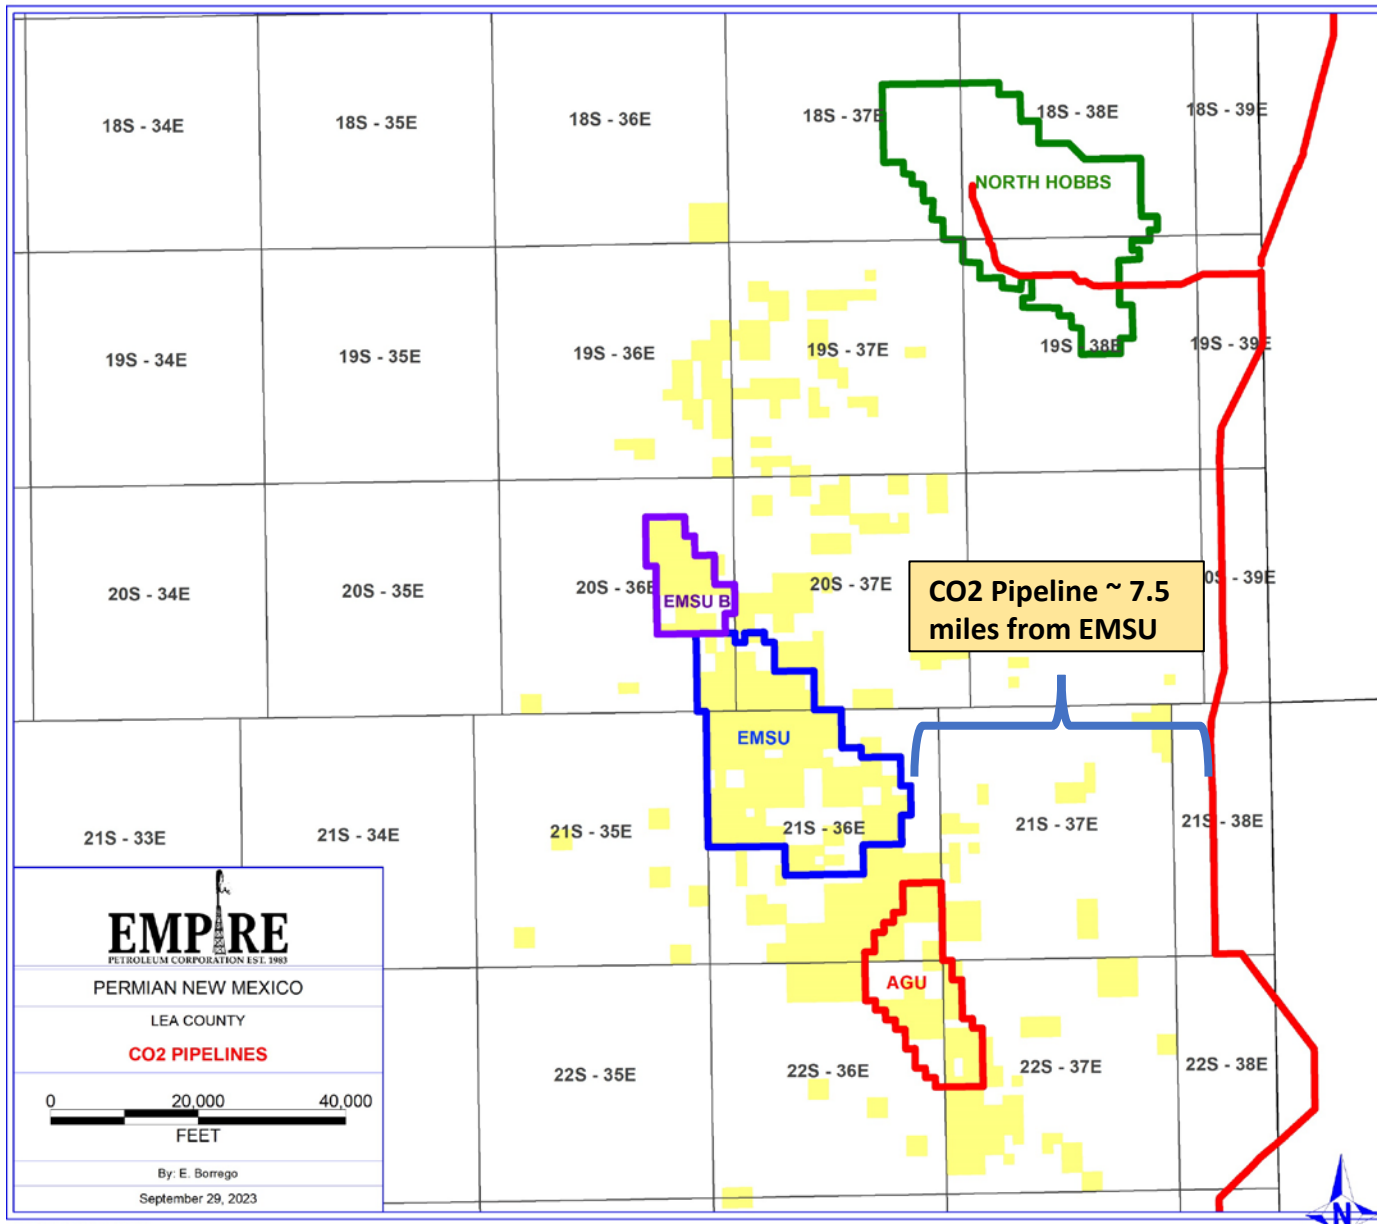 18S - 34E
18S - 35E
18S - 36E
18S - 37E
18S - 38E
18S - 39E
NORTH HOBBS
19S - 34E
19S - 35E
19S - 36E
19S - 37E
19S - 38E
19S - 39E
20S - 34E
20S - 35E
20S - 36E
20S - 37E
0S - 39E
EMSU B
CO2 Pipeline ~ 7.5
miles from EMSU
EMSU
21S - 33E
21S - 34E
21S - 35E
21S - 36E
21S - 37E
21S - 38E
AGU
22S - 35E
22S - 36E
22S - 37E
22S - 38E
EMPIRE
PETROLEUM CORPORATION EST. 1983
PERMIAN NEW MEXICO
LEA COUNTY
CO2 PIPELINES
0 20,000 40,000
FEET
By: E. Borrego
September 29, 2023
N